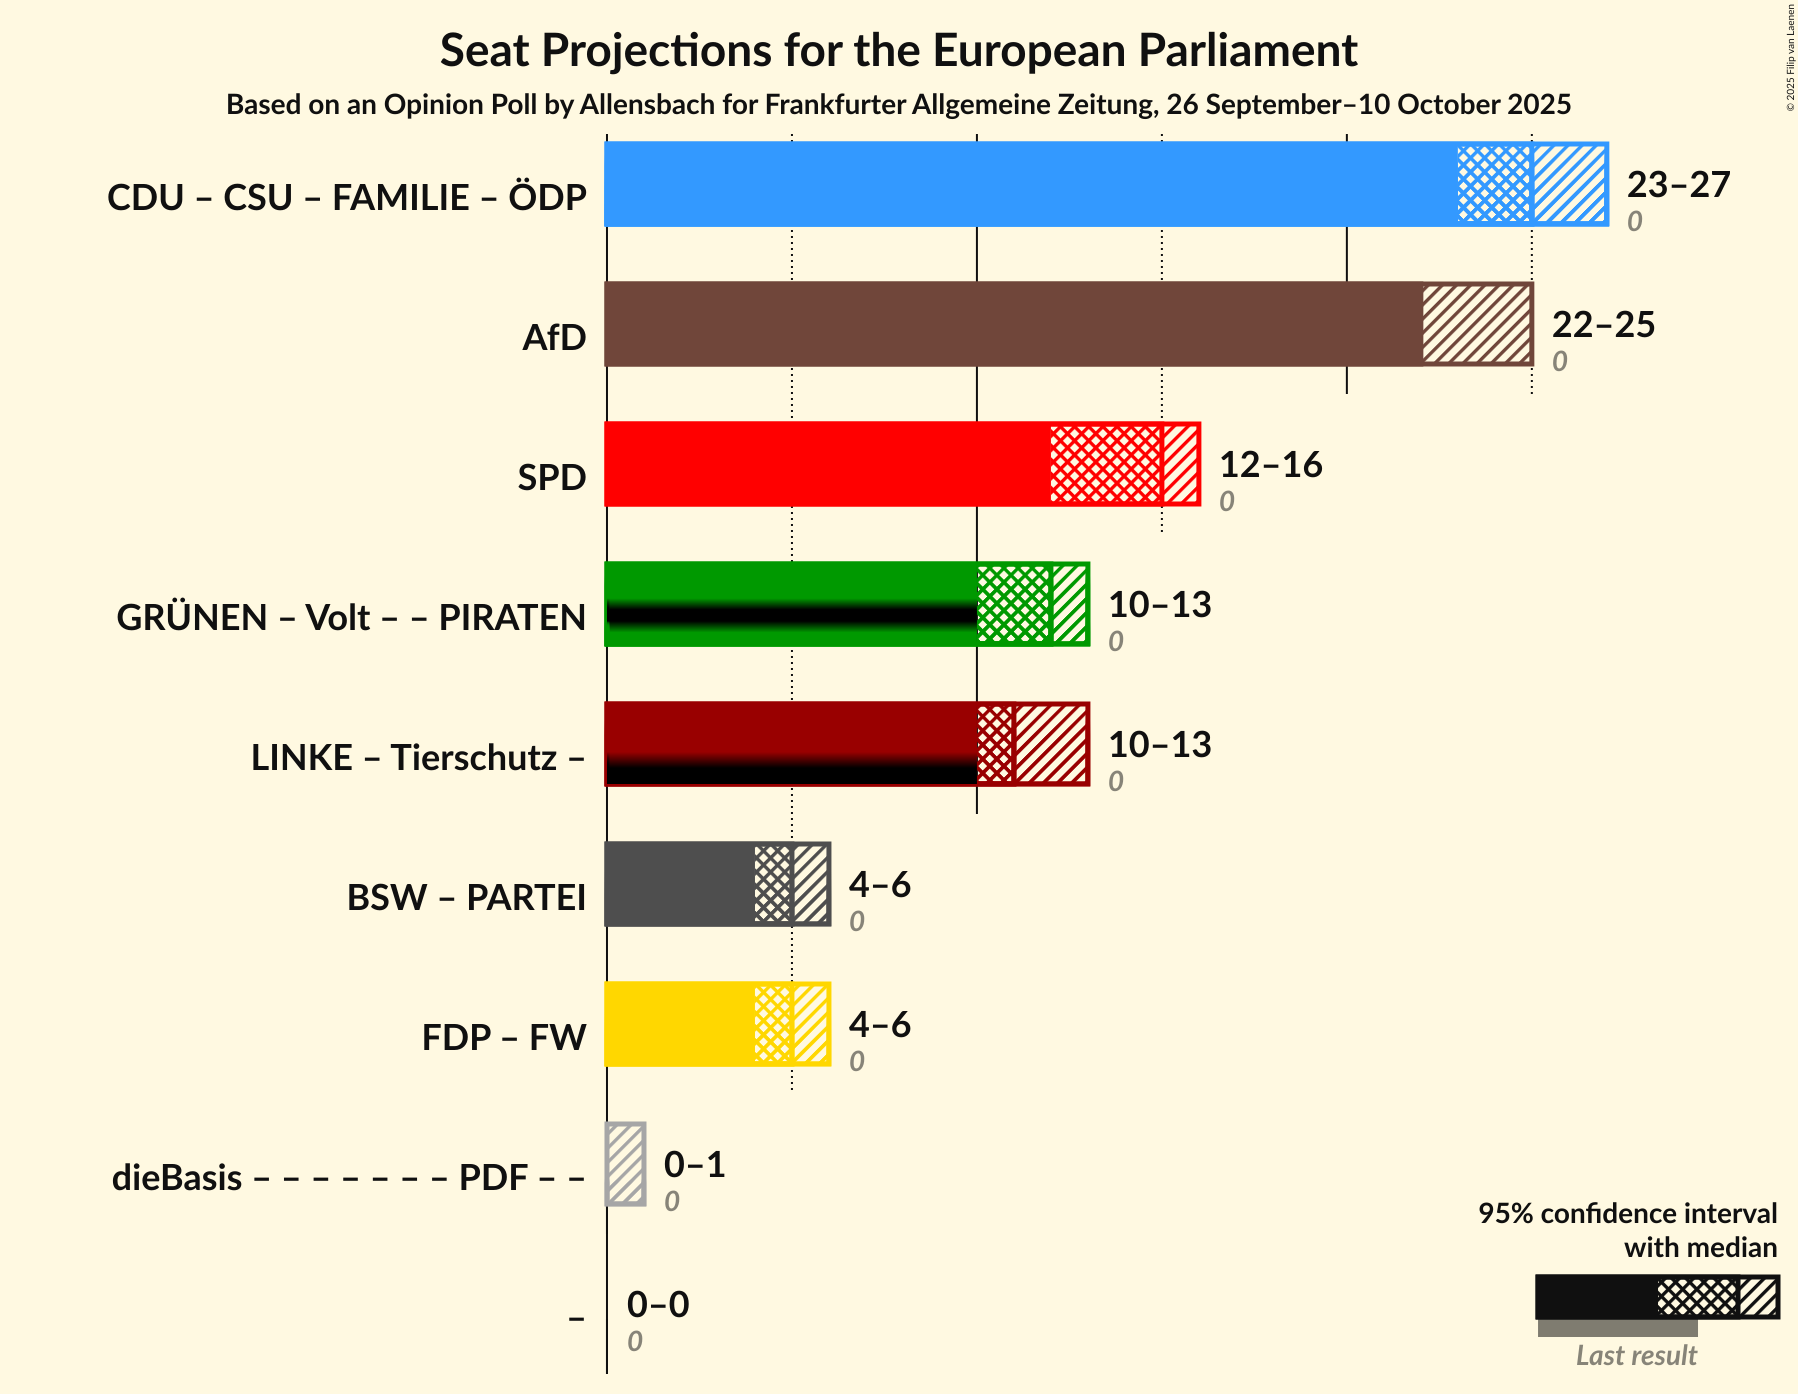 Seat Projections for the European Parliament
Based on an Opinion Poll by Allensbach for Frankfurter Allgemeine Zeitung, 26 September–10 October 2025
© 2025 Filip van Laenen
CDU – CSU – FAMILIE – ÖDP
23–27
0
AfD
22–25
0
SPD
12–16
0
GRÜNEN – Volt – – PIRATEN
10–13
0
LINKE – Tierschutz –
10–13
0
BSW – PARTEI
4–6
0
FDP – FW
4–6
0
dieBasis – – – – – – – PDF – –
0–1
0
–
0–0
0
95% confidence interval
with median
Last result